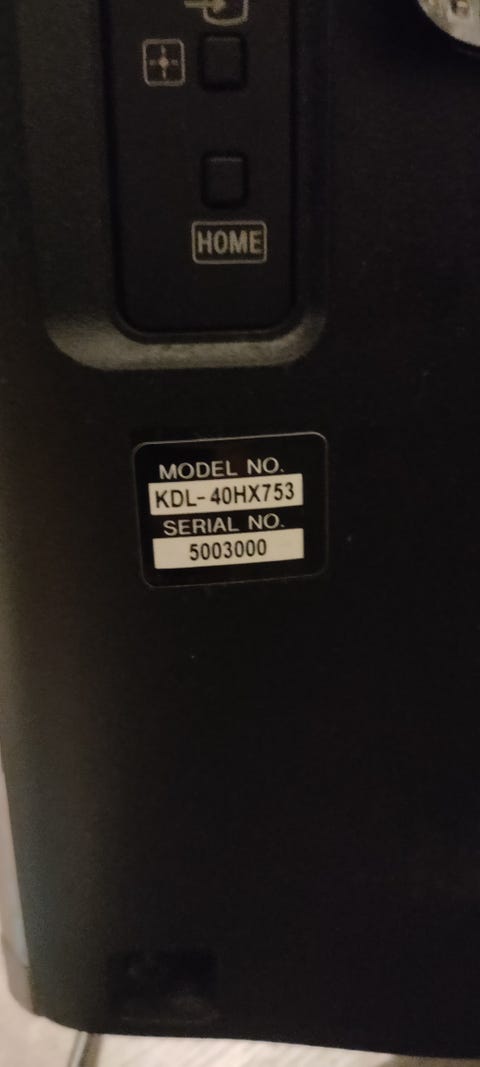 HOME
MODEL NO.
KDL-40HX753
SERIAL NO.
5003000